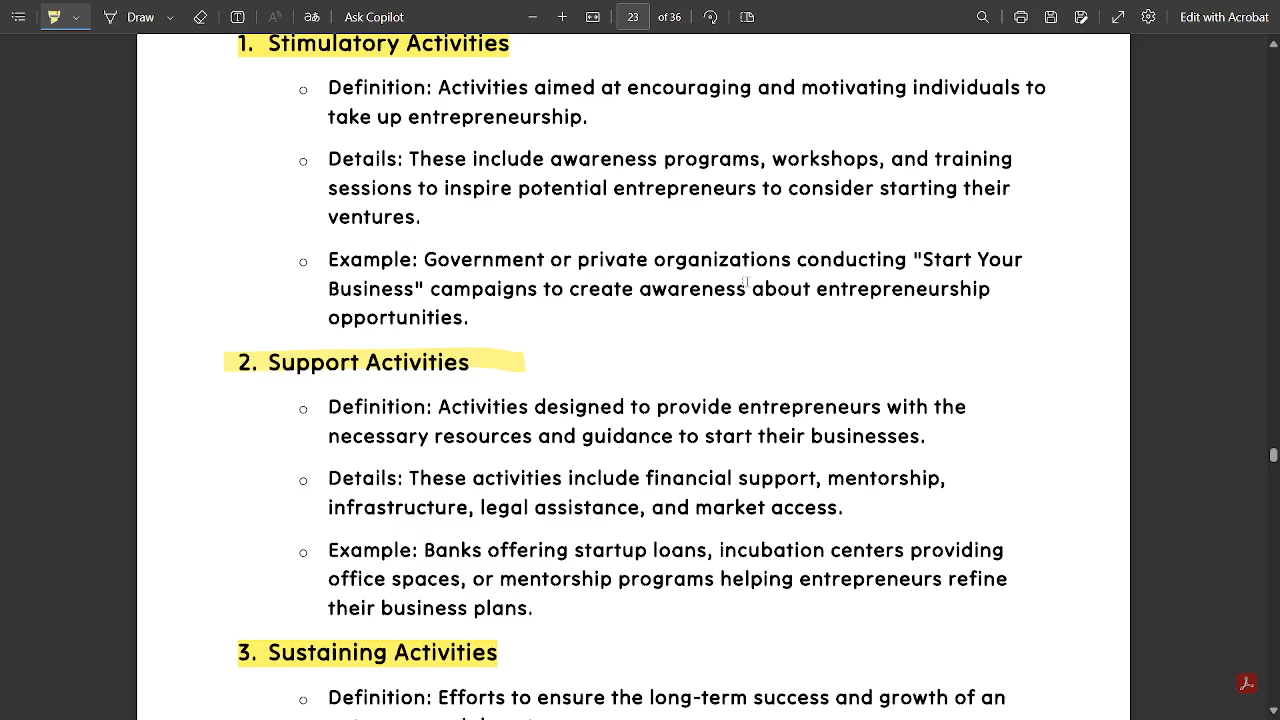 Draw
ab
Ask Copilot
23 of 36
Edit with Acrobat
1. Stimulatory Activities
Definition: Activities aimed at encouraging and motivating individuals to
take up entrepreneurship.
Details: These include awareness programs, workshops, and training
sessions to inspire potential entrepreneurs to consider starting their
ventures.
Example: Government or private organizations conducting "Start Your
Business" campaigns to create awareness about entrepreneurship
opportunities.
2. Support Activities
Definition: Activities designed to provide entrepreneurs with the
necessary resources and guidance to start their businesses.
Details: These activities include financial support, mentorship,
infrastructure, legal assistance, and market access.
Example: Banks offering startup loans, incubation centers providing
office spaces, or mentorship programs helping entrepreneurs refine
their business plans.
3. Sustaining Activities
Definition: Efforts to ensure the long-term success and growth of an